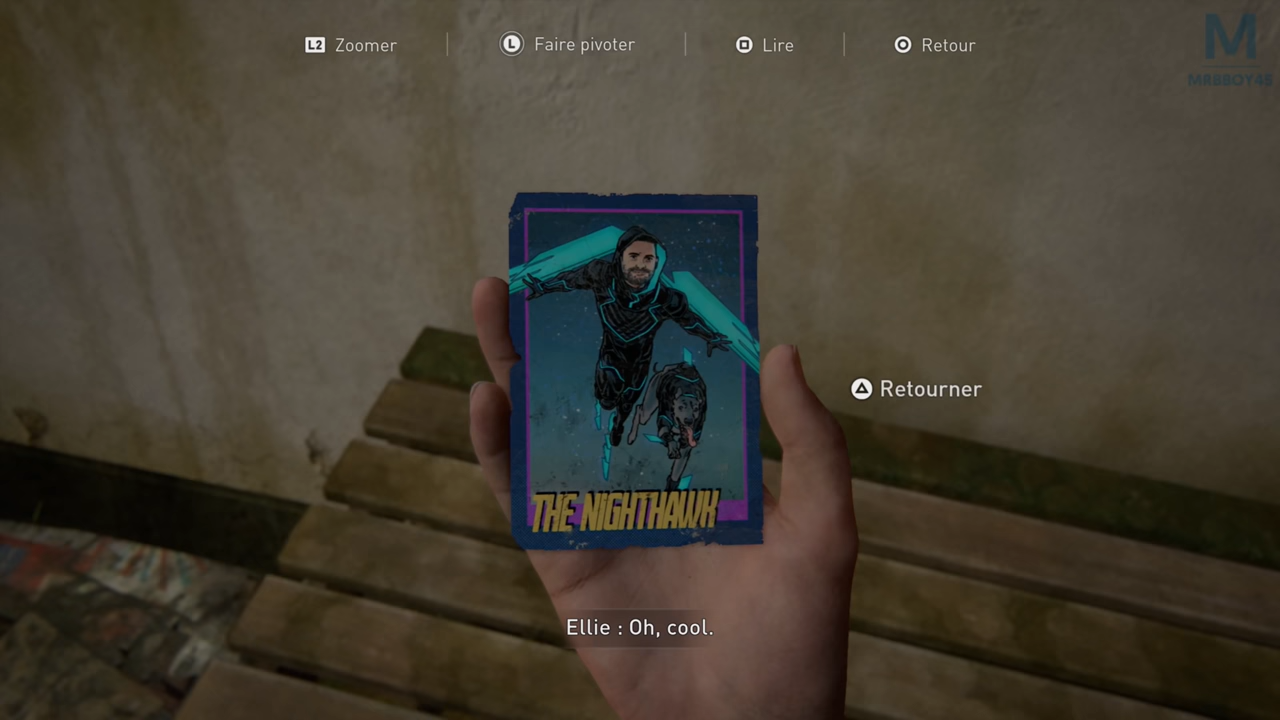 L2 Zoomer
L Faire pivoter
Lire
Retour
M
MRBBOY45
Retourner
THE NIGHTHAWK
Ellie : Oh, cool.